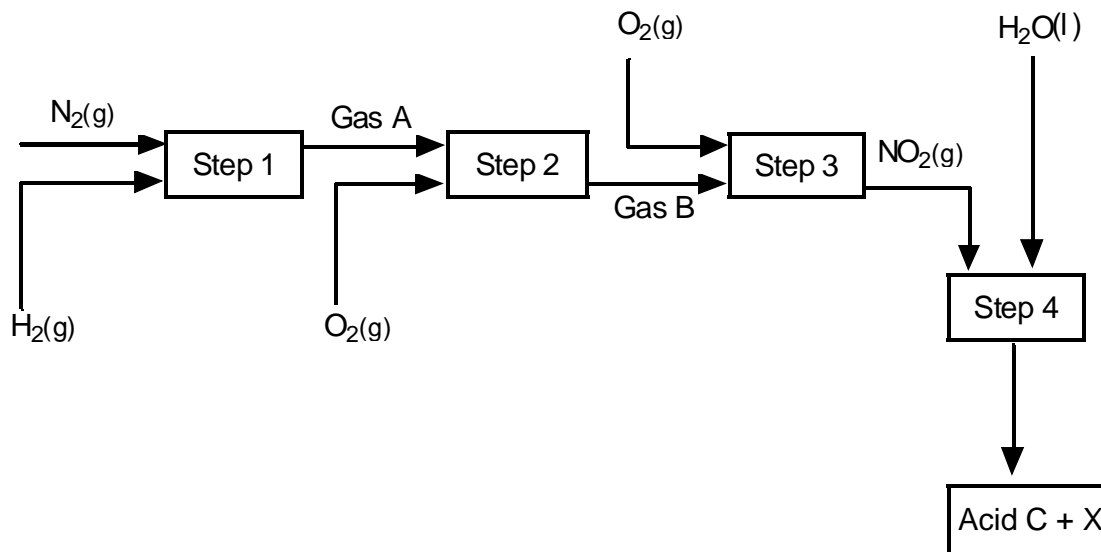 O₂(g)
H₂O(l)
N₂(g)
Gas A
Step 1
Step 2
Step 3
NO₂(g)
Gas B
H₂(g)
O₂(g)
Step 4
Acid C + X